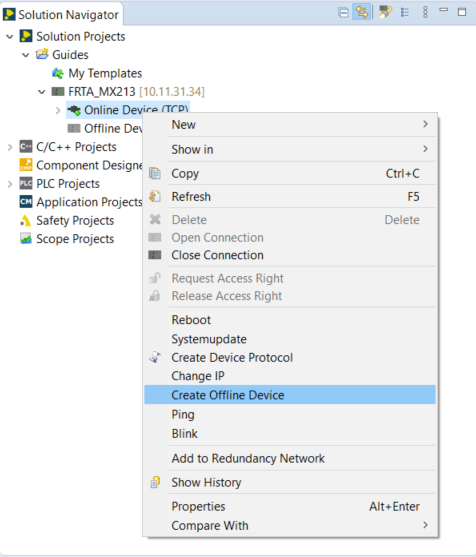 Solution Navigator
Solution Projects
Guides
My Templates
FRTA_MX213 [10.11.31.34]
Online Device (TCP)
Offline Dev
C++ C/C++ Projects
Component Designe
PLC PLC Projects
CM Application Projects
Safety Projects
Scope Projects
New
Show in
Copy Ctrl+C
Refresh F5
Delete Delete
Open Connection
Close Connection
Request Access Right
Release Access Right
Reboot
Systemupdate
Create Device Protocol
Change IP
Create Offline Device
Ping
Blink
Add to Redundancy Network
Show History
Properties Alt+Enter
Compare With